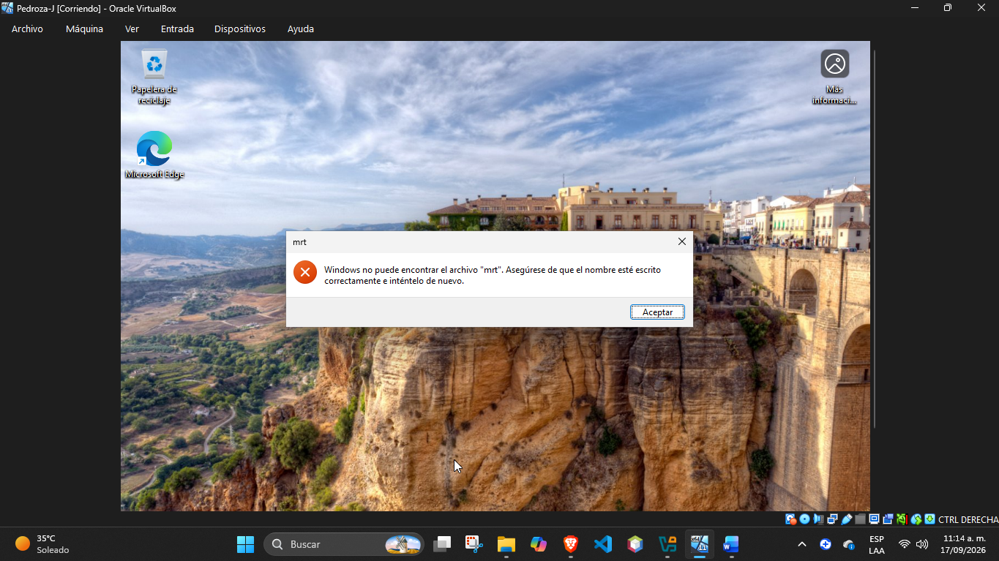 Pedroza-J [Corriendo] - Oracle VirtualBox
Archivo Máquina Ver Entrada Dispositivos Ayuda
Papelera de
reciclaje
Más
informaci...
Microsoft Edge
mrt
Windows no puede encontrar el archivo "mrt". Asegúrese de que el nombre esté escrito
correctamente e inténtelo de nuevo.
Aceptar
CTRL DERECHA
35°C
Soleado
Buscar
ESP
LAA
11:14 a. m.
17/09/2026